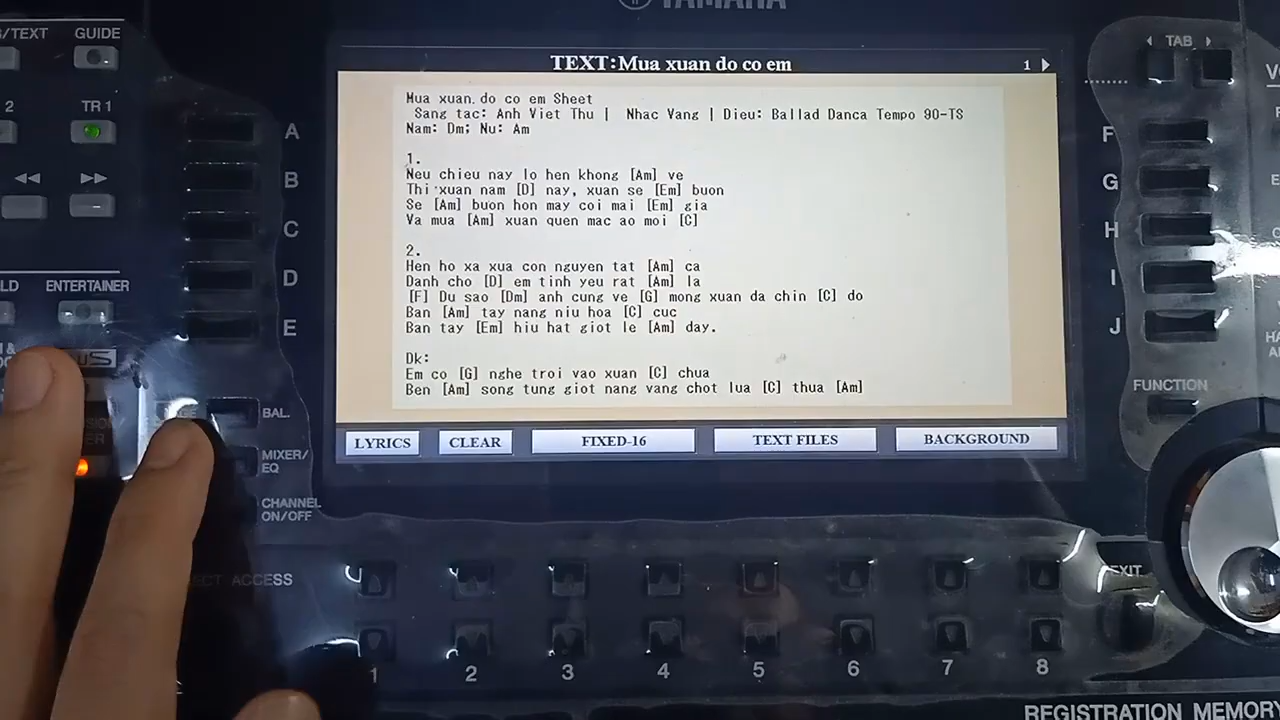 YAMAHA
/TEXT GUIDE
TEXT:Mua xuan do co em 1
TAB
2 TR 1
Mua xuan.do co em Sheet
Sang tac: Anh Viet Thu | Nhac Vang | Dieu: Ballad Danca Tempo 90-TS
Nam: Dm; Nu: Am
1.
Neu chieu nay lo hen khong [Am] ve
Thi xuan nam [D] nay, xuan se [Em] buon
Se [Am] buon hon may coi mai [Em] gia
Va mua [Am] xuan quen mac ao moi [C]
2.
Hen ho xa xua con nguyen tat [Am] ca
Danh cho [D] em tinh yeu rat [Am] la
[F] Du sao [Dm] anh cung ve [G] mong xuan da chin [C] do
Ban [Am] tay nang niu hoa [C] cuc
Ban tay [Em] hiu hat giot le [Am] day.
Dk:
Em co [G] nghe troi vao xuan [C] chua
Ben [Am] song tung giot nang vang chot lua [C] thua [Am]
LYRICS CLEAR FIXED-16 TEXT FILES BACKGROUND
A
B
C
D
E
F
G
H
I
J
LD ENTERTAINER
FUNCTION
BAL.
MIXER/
EQ
CHANNEL
ON/OFF
ECT ACCESS
EXIT
1 2 3 4 5 6 7 8
REGISTRATION MEMORY